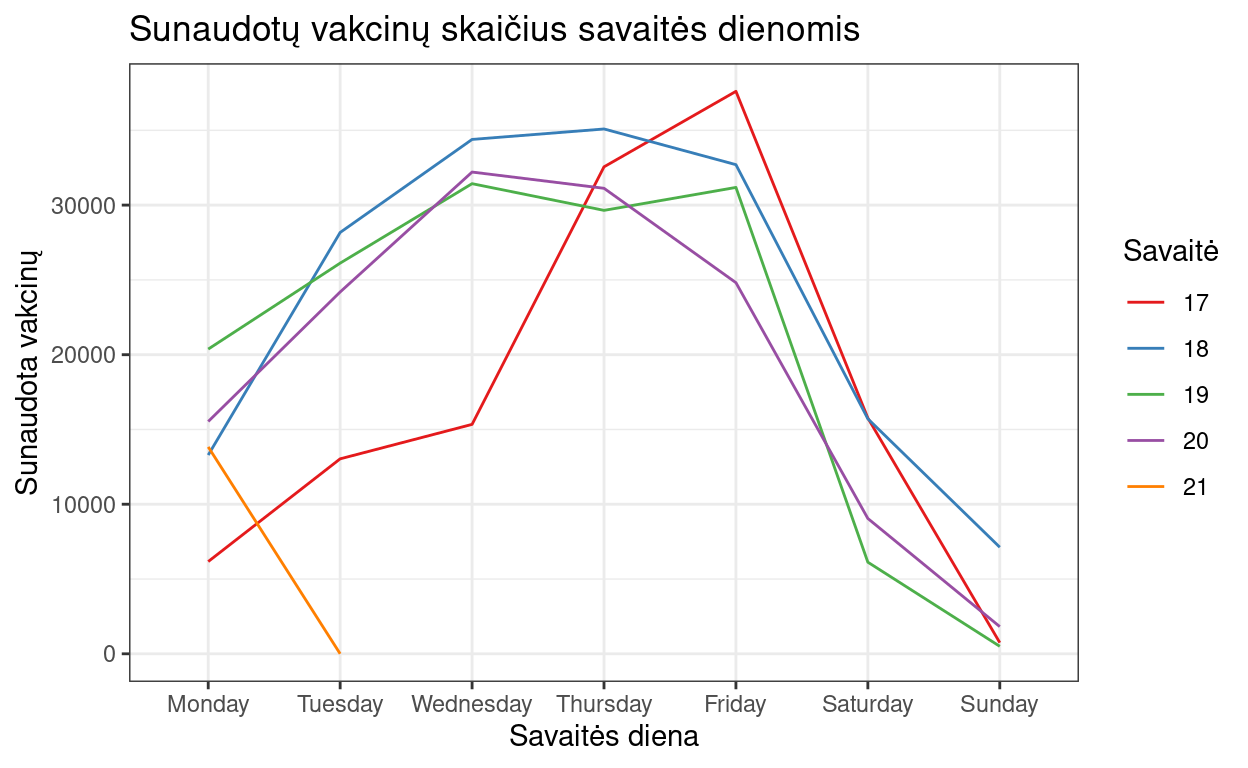 Sunaudotų vakcinų skaičius savaitės dienomis
Sunaudota vakcinų
30000
20000
10000
0
Monday Tuesday Wednesday Thursday Friday Saturday Sunday
Savaitės diena
Savaitė
17
18
19
20
21